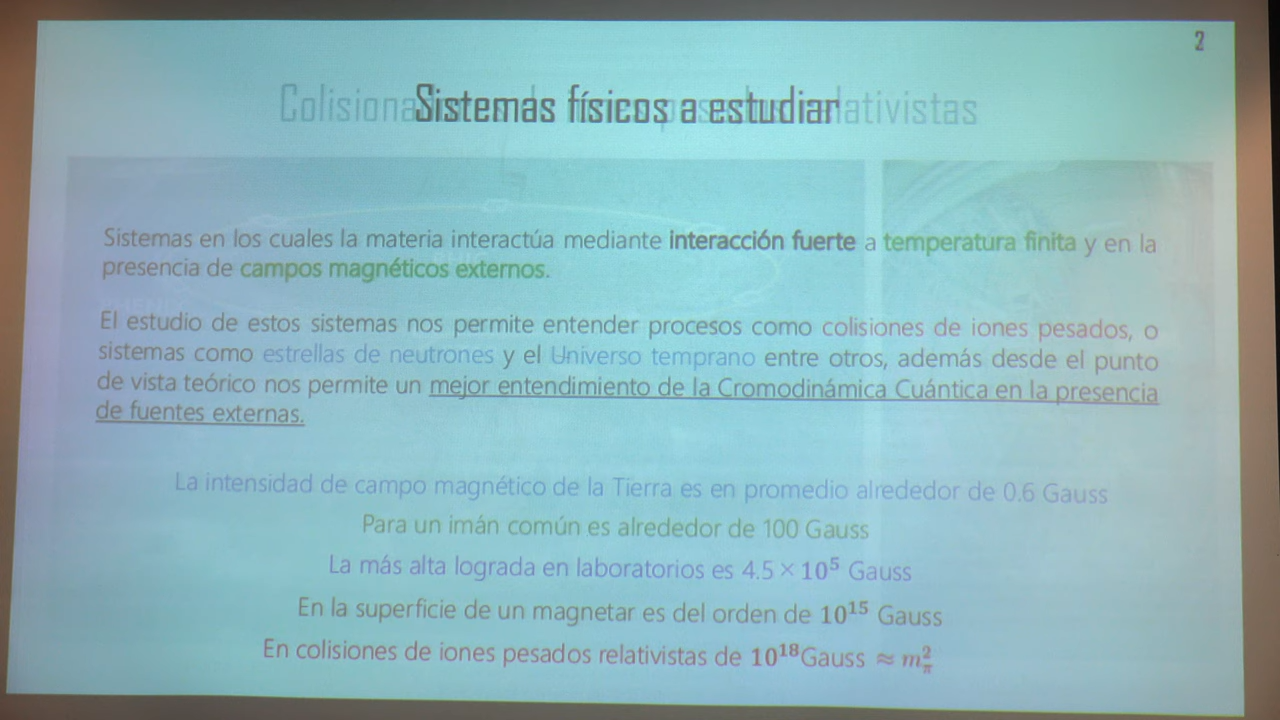 2
Sistemas físicos a estudiar
Sistemas en los cuales la materia interactúa mediante interacción fuerte a temperatura finita y en la
presencia de campos magnéticos externos.
El estudio de estos sistemas nos permite entender procesos como colisiones de iones pesados, o
sistemas como estrellas de neutrones y el Universo temprano entre otros, además desde el punto
de vista teórico nos permite un mejor entendimiento de la Cromodinámica Cuántica en la presencia
de fuentes externas.
La intensidad de campo magnético de la Tierra es en promedio alrededor de 0.6 Gauss
Para un imán común es alrededor de 100 Gauss
La más alta lograda en laboratorios es 4.5 × 10⁵ Gauss
En la superficie de un magnetar es del orden de 10¹⁵ Gauss
En colisiones de iones pesados relativistas de 10¹⁸Gauss ≈ m²π